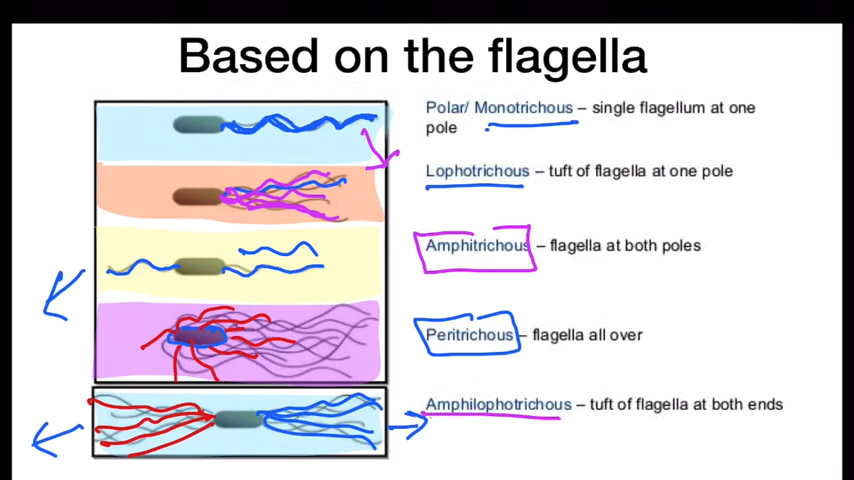 Based on the flagella
Polar/ Monotrichous – single flagellum at one
pole
Lophotrichous – tuft of flagella at one pole
Amphitrichous – flagella at both poles
Peritrichous – flagella all over
Amphilophotrichous – tuft of flagella at both ends